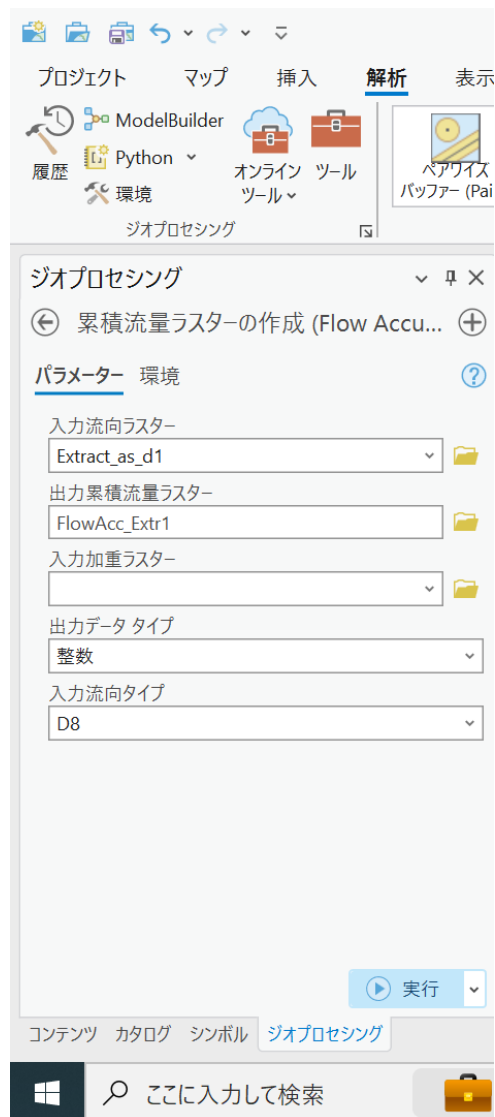 プロジェクト マップ 挿入 解析 表示
履歴 ModelBuilder Python 環境 オンライン ツール ツール ペアワイズ バッファー (Pai
ジオプロセシング
ジオプロセシング
累積流量ラスターの作成 (Flow Accu...
パラメーター 環境
入力流向ラスター
Extract_as_d1
出力累積流量ラスター
FlowAcc_Extr1
入力加重ラスター
出力データ タイプ
整数
入力流向タイプ
D8
実行
コンテンツ カタログ シンボル ジオプロセシング
ここに入力して検索